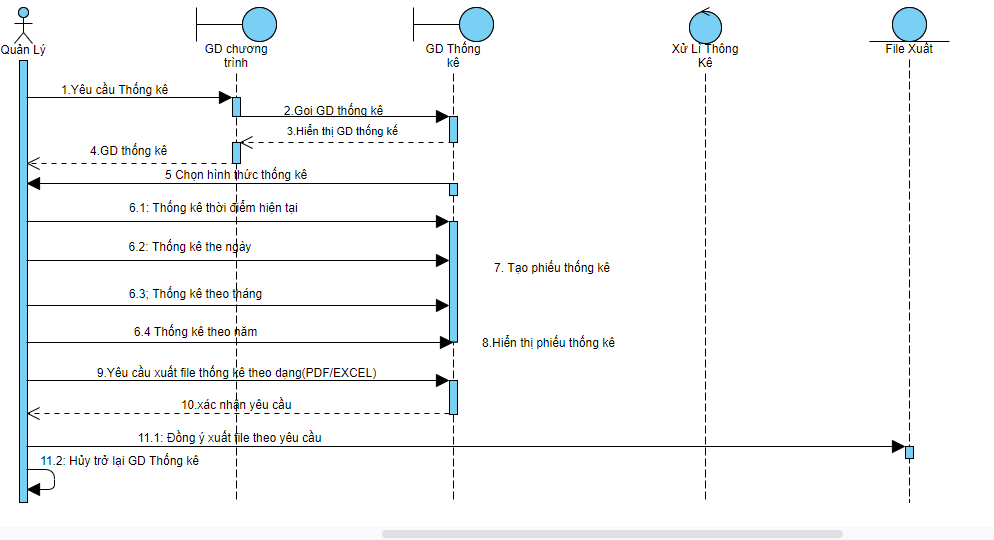 Quản Lý
GD chương
trình
GD Thống
kê
Xử Lí Thông
Kê
File Xuất
1.Yêu cầu Thống kê
2.Gọi GD thống kê
3.Hiển thị GD thống kế
4.GD thống kê
5 Chọn hình thức thống kê
6.1: Thống kê thời điểm hiện tại
6.2: Thống kê the ngày
7. Tạo phiếu thống kê
6.3; Thống kê theo tháng
6.4 Thống kê theo năm
8.Hiển thị phiếu thống kê
9.Yêu cầu xuất file thống kê theo dạng(PDF/EXCEL)
10.xác nhận yêu cầu
11.1: Đồng ý xuất file theo yêu cầu
11.2: Hủy trở lại GD Thống kê